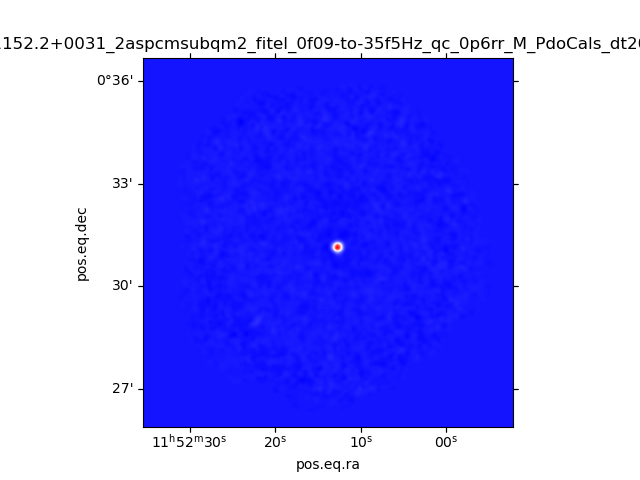 .152.2+0031_2aspcmsubqm2_fitel_0f09-to-35f5Hz_qc_0p6rr_M_PdoCals_dt20
0°36'
33'
30'
27'
pos.eq.dec
11ʰ52ᵐ30ˢ 20ˢ 10ˢ 00ˢ
pos.eq.ra